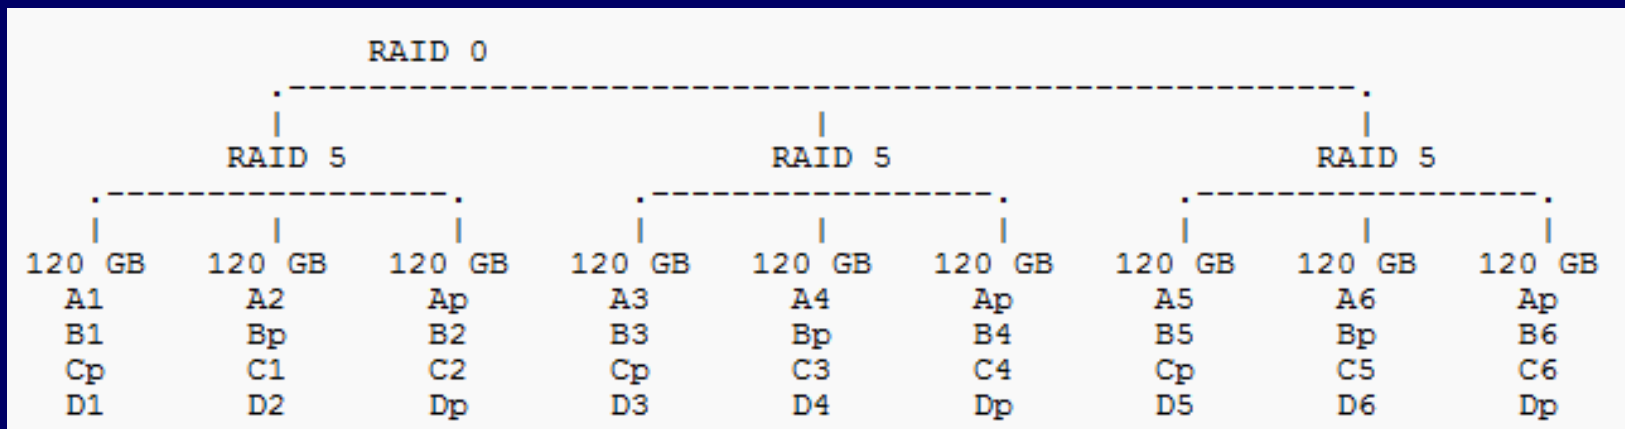 RAID 0
.-----------------------------------------------------.
| | |
RAID 5 RAID 5 RAID 5
.-----------------. .-----------------. .-----------------.
| | | | | | | | |
120 GB 120 GB 120 GB 120 GB 120 GB 120 GB 120 GB 120 GB 120 GB
A1 A2 Ap A3 A4 Ap A5 A6 Ap
B1 Bp B2 B3 Bp B4 B5 Bp B6
Cp C1 C2 Cp C3 C4 Cp C5 C6
D1 D2 Dp D3 D4 Dp D5 D6 Dp